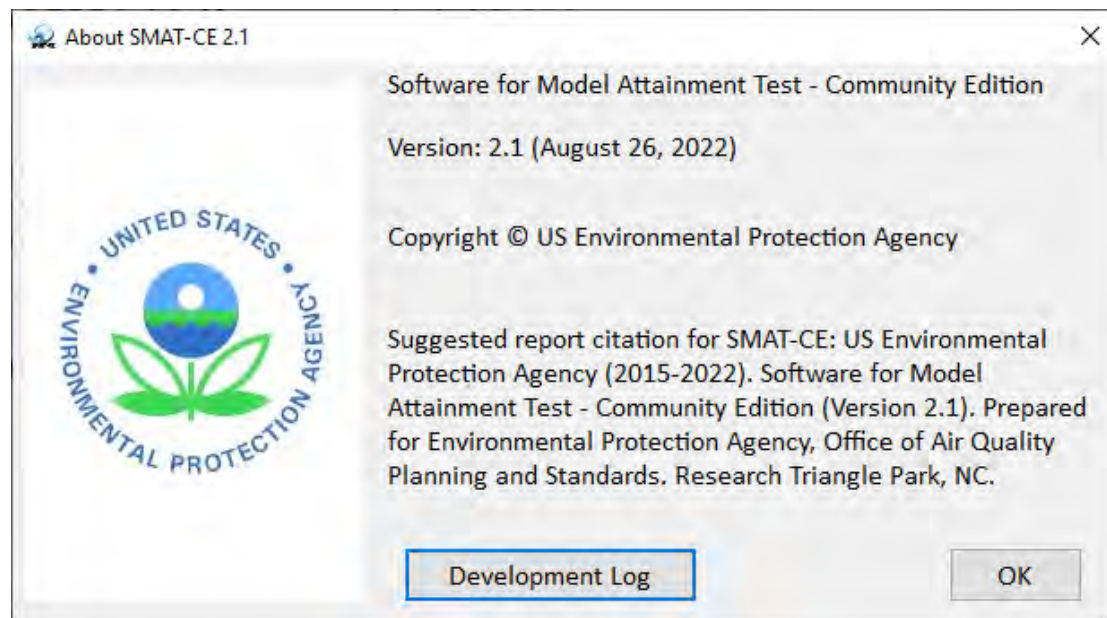 About SMAT-CE 2.1
Software for Model Attainment Test - Community Edition
Version: 2.1 (August 26, 2022)
Copyright © US Environmental Protection Agency
Suggested report citation for SMAT-CE: US Environmental
Protection Agency (2015-2022). Software for Model
Attainment Test - Community Edition (Version 2.1). Prepared
for Environmental Protection Agency, Office of Air Quality
Planning and Standards. Research Triangle Park, NC.
UNITED STATES • ENVIRONMENTAL PROTECTION AGENCY •
Development Log
OK